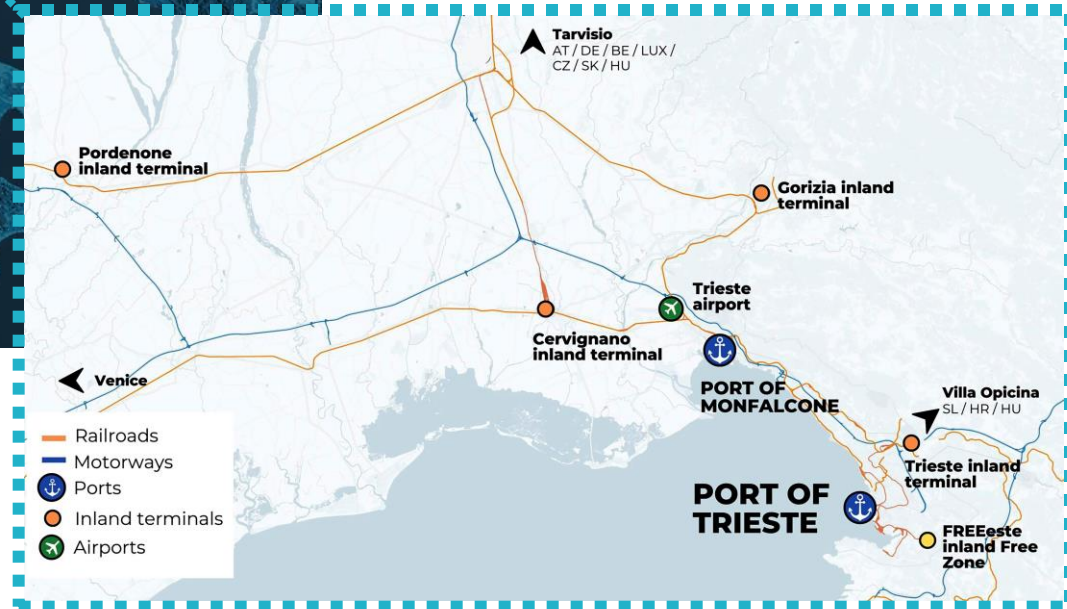 Tarvisio
AT / DE / BE / LUX /
CZ / SK / HU
Pordenone
inland terminal
Gorizia inland
terminal
Trieste
airport
Cervignano
inland terminal
Venice
PORT OF
MONFALCONE
Villa Opicina
SL / HR / HU
Trieste inland
terminal
PORT OF
TRIESTE
FREEeste
inland Free
Zone
Railroads
Motorways
Ports
Inland terminals
Airports